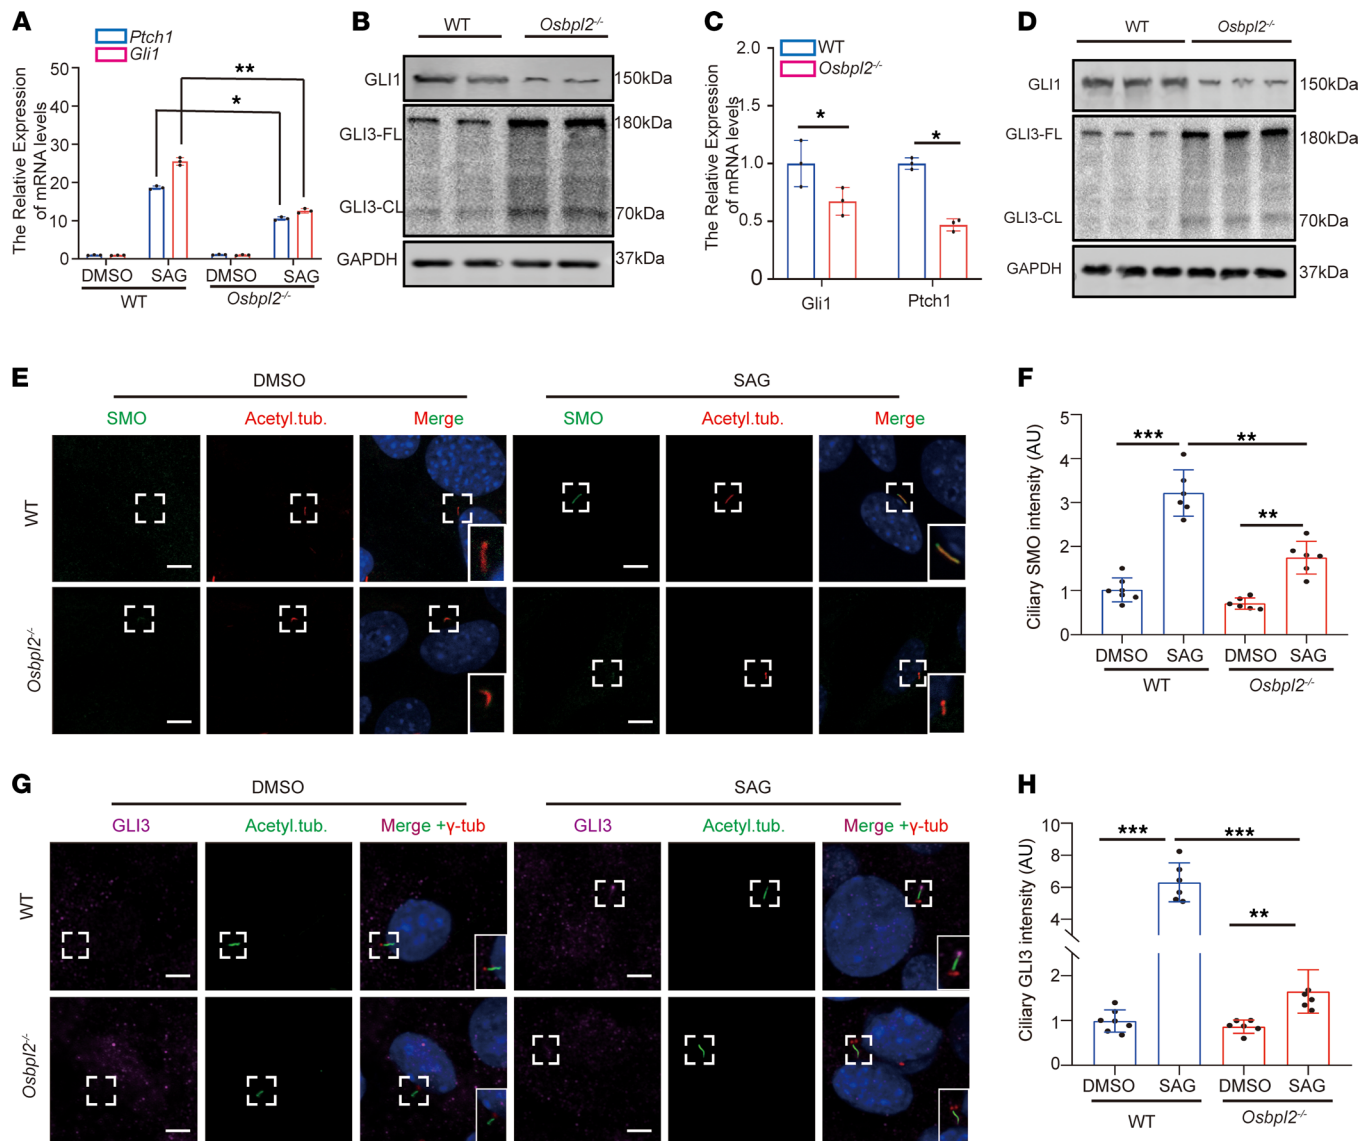 A
Ptch1
Gli1
The Relative Expression
of mRNA levels
50
40
30
20
10
0
**
*
DMSO SAG DMSO SAG
WT Osbpl2-/-
B
WT Osbpl2-/-
GLI1 150kDa
GLI3-FL 180kDa
GLI3-CL 70kDa
GAPDH 37kDa
C
WT
Osbpl2-/-
The Relative Expression
of mRNA levels
2.0
1.5
1.0
0.5
0
*
*
Gli1 Ptch1
D
WT Osbpl2-/-
GLI1 150kDa
GLI3-FL 180kDa
GLI3-CL 70kDa
GAPDH 37kDa
E
DMSO SAG
SMO Acetyl.tub. Merge SMO Acetyl.tub. Merge
WT
Osbpl2-/-
F
Ciliary SMO intensity (AU)
5
4
3
2
1
0
*** **
**
DMSO SAG DMSO SAG
WT Osbpl2-/-
G
DMSO SAG
GLI3 Acetyl.tub. Merge +γ-tub GLI3 Acetyl.tub. Merge +γ-tub
WT
Osbpl2-/-
H
Ciliary GLI3 intensity (AU)
10
8
6
4
2
1
0
*** ***
**
DMSO SAG DMSO SAG
WT Osbpl2-/-